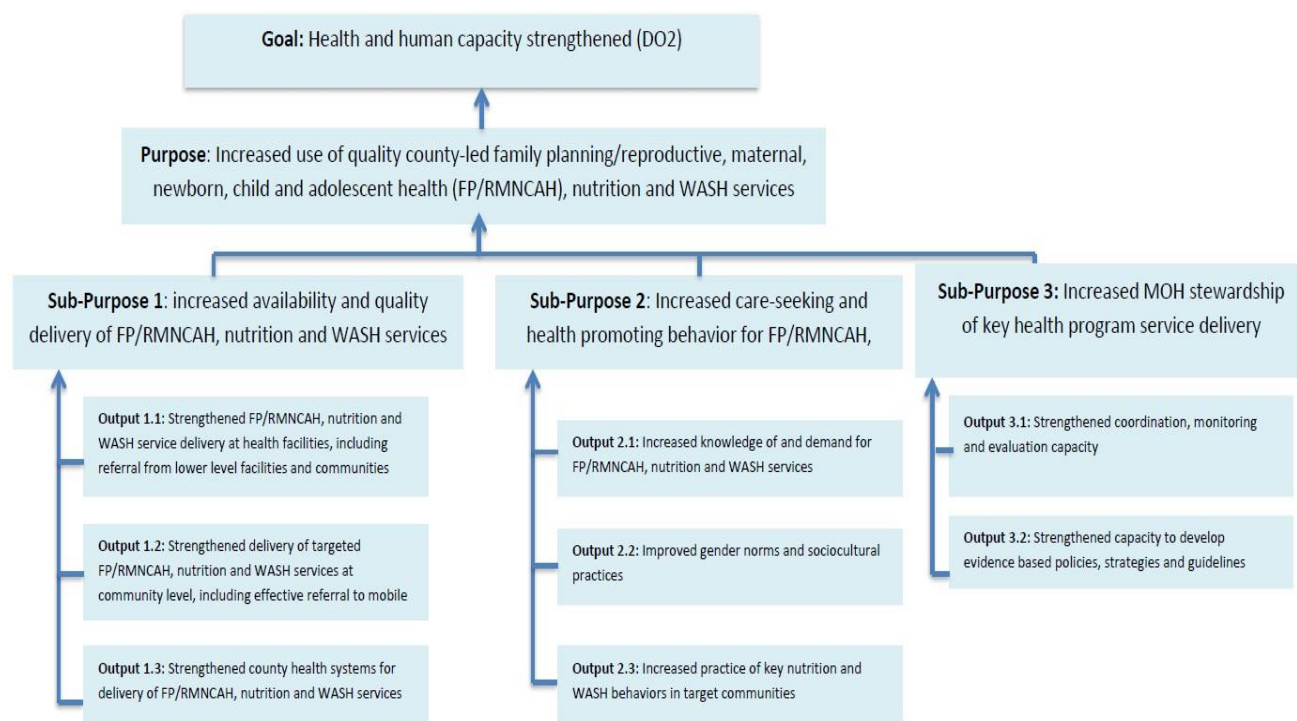 Goal: Health and human capacity strengthened (DO2)
Purpose: Increased use of quality county-led family planning/reproductive, maternal,
newborn, child and adolescent health (FP/RMNCAH), nutrition and WASH services
Sub-Purpose 1: increased availability and quality
delivery of FP/RMNCAH, nutrition and WASH services
Output 1.1: Strengthened FP/RMNCAH, nutrition and
WASH service delivery at health facilities, including
referral from lower level facilities and communities
Output 1.2: Strengthened delivery of targeted
FP/RMNCAH, nutrition and WASH services at
community level, including effective referral to mobile
Output 1.3: Strengthened county health systems for
delivery of FP/RMNCAH, nutrition and WASH services
Sub-Purpose 2: Increased care-seeking and
health promoting behavior for FP/RMNCAH,
Output 2.1: Increased knowledge of and demand for
FP/RMNCAH, nutrition and WASH services
Output 2.2: Improved gender norms and sociocultural
practices
Output 2.3: Increased practice of key nutrition and
WASH behaviors in target communities
Sub-Purpose 3: Increased MOH stewardship
of key health program service delivery
Output 3.1: Strengthened coordination, monitoring
and evaluation capacity
Output 3.2: Strengthened capacity to develop
evidence based policies, strategies and guidelines